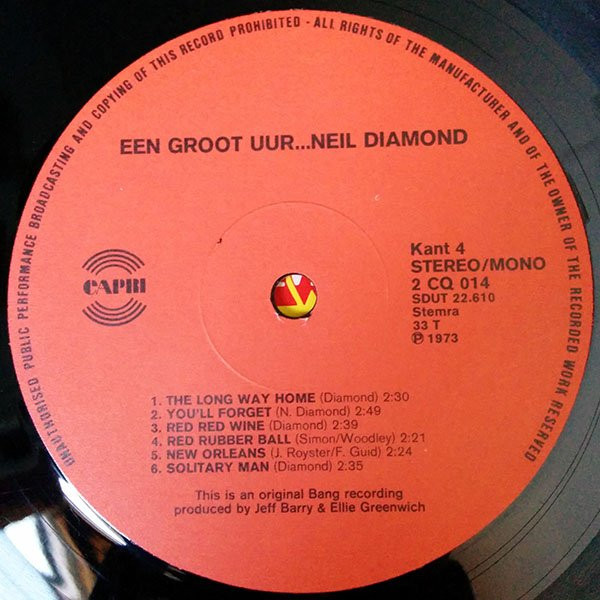 UNAUTHORISED PUBLIC PERFORMANCE BROADCASTING AND COPYING OF THIS RECORD PROHIBITED - ALL RIGHTS OF THE MANUFACTURER AND OF THE OWNER OF THE RECORDED WORK RESERVED
EEN GROOT UUR...NEIL DIAMOND
CAPRI
Kant 4
STEREO/MONO
2 CQ 014
SDUT 22.610
Stemra
33 T
℗ 1973
1. THE LONG WAY HOME (Diamond) 2:30
2. YOU'LL FORGET (N. Diamond) 2:49
3. RED RED WINE (Diamond) 2:39
4. RED RUBBER BALL (Simon/Woodley) 2:21
5. NEW ORLEANS (J. Royster/F. Guid) 2:24
6. SOLITARY MAN (Diamond) 2:35
This is an original Bang recording
produced by Jeff Barry & Ellie Greenwich